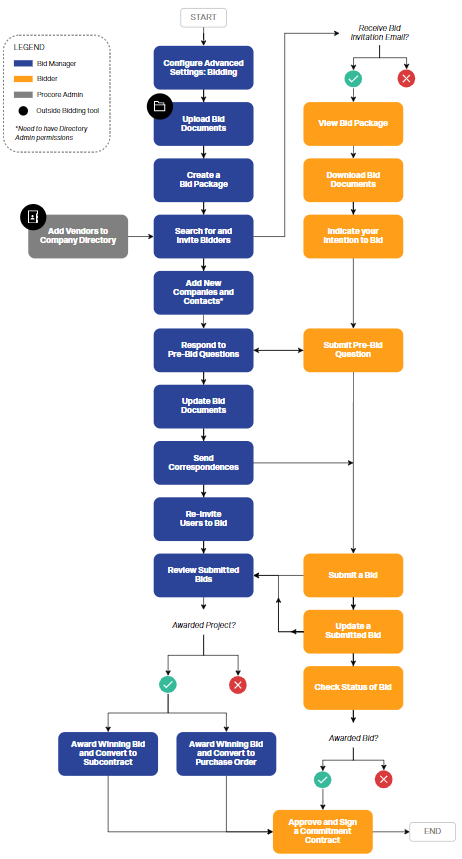 START
Receive Bid
Invitation Email?
LEGEND
Bid Manager
Bidder
Procore Admin
Outside Bidding tool
*Need to have Directory
Admin permissions
Configure Advanced
Settings: Bidding
Upload Bid
Documents
View Bid Package
Create a
Bid Package
Download Bid
Documents
Add Vendors to
Company Directory
Search for and
Invite Bidders
Indicate your
Intention to Bid
Add New
Companies and
Contacts*
Respond to
Pre-Bid Questions
Submit Pre-Bid
Question
Update Bid
Documents
Send
Correspondences
Re-Invite
Users to Bid
Review Submitted
Bids
Submit a Bid
Awarded Project?
Update a
Submitted Bid
Check Status of Bid
Award Winning Bid
and Convert to
Subcontract
Award Winning Bid
and Convert to
Purchase Order
Awarded Bid?
Approve and Sign
a Commitment
Contract
END